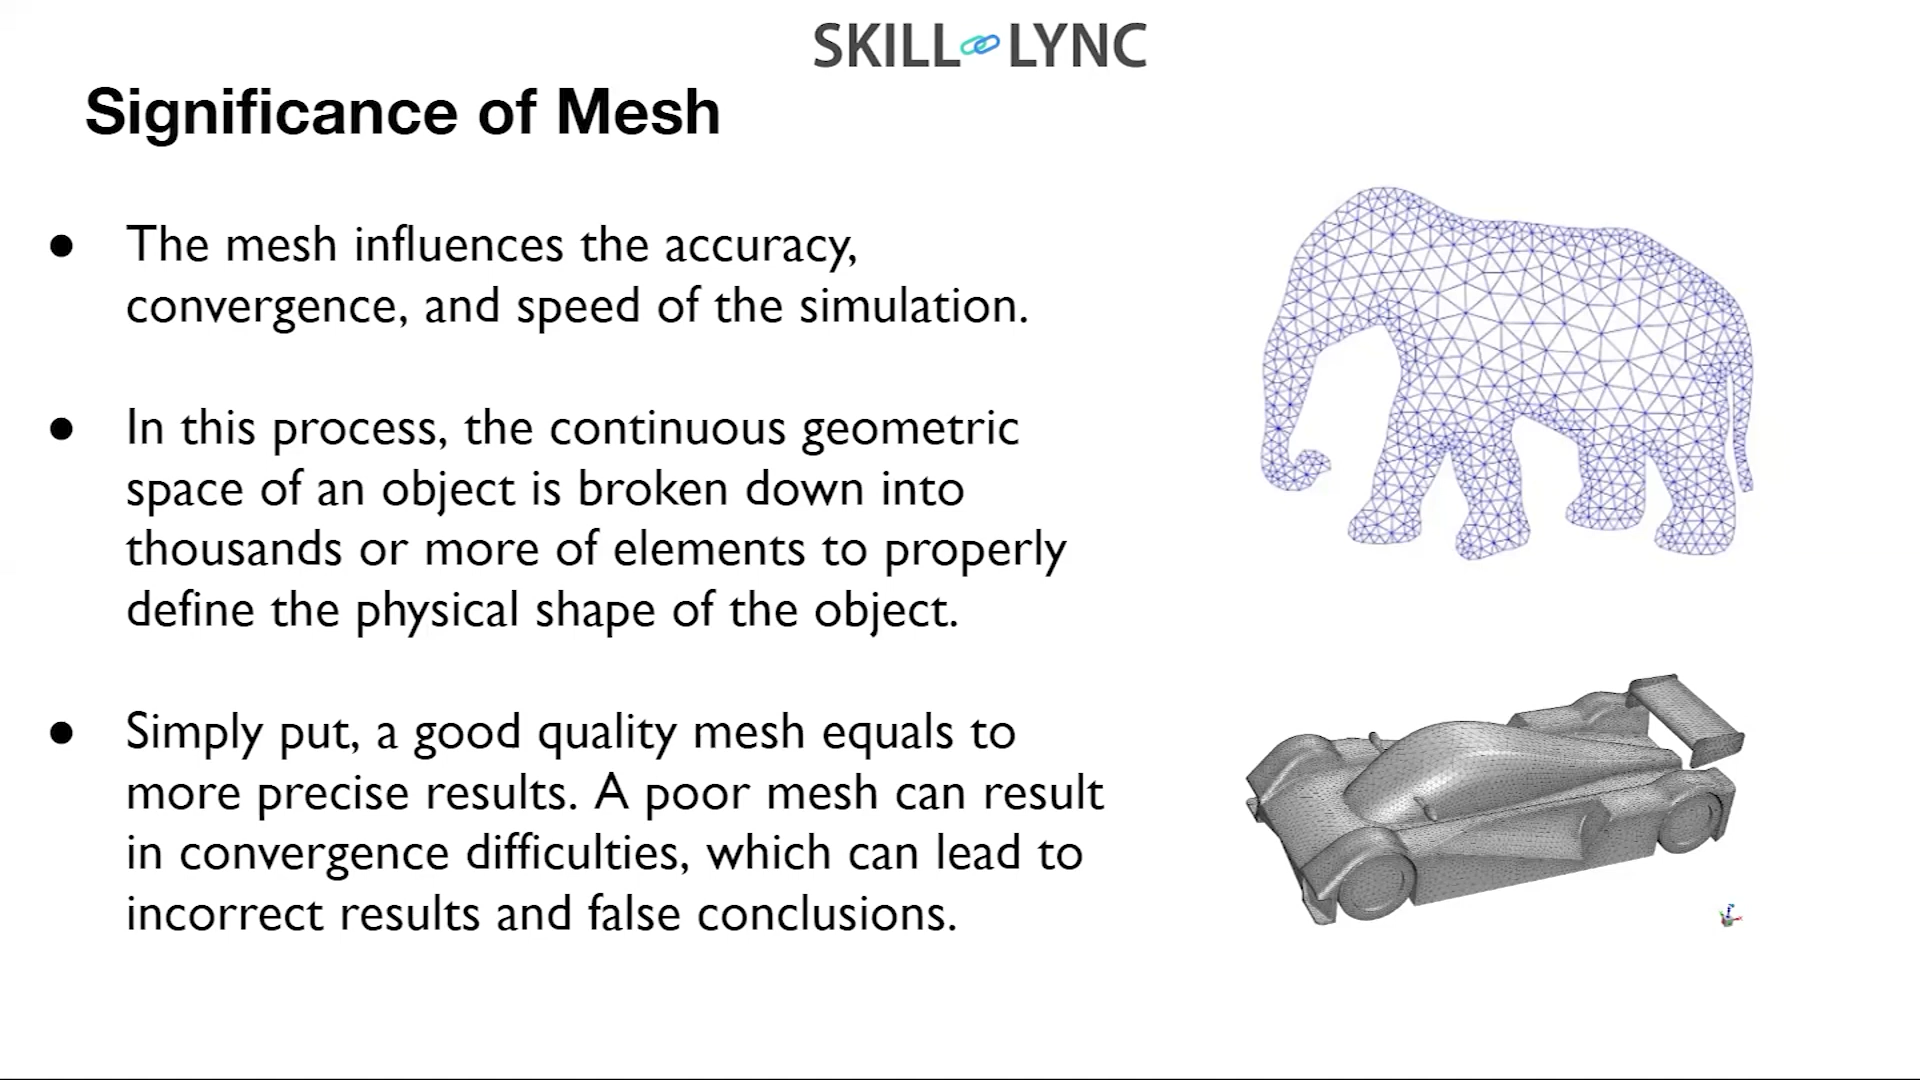 SKILL LYNC
Significance of Mesh
● The mesh influences the accuracy,
convergence, and speed of the simulation.
● In this process, the continuous geometric
space of an object is broken down into
thousands or more of elements to properly
define the physical shape of the object.
● Simply put, a good quality mesh equals to
more precise results. A poor mesh can result
in convergence difficulties, which can lead to
incorrect results and false conclusions.